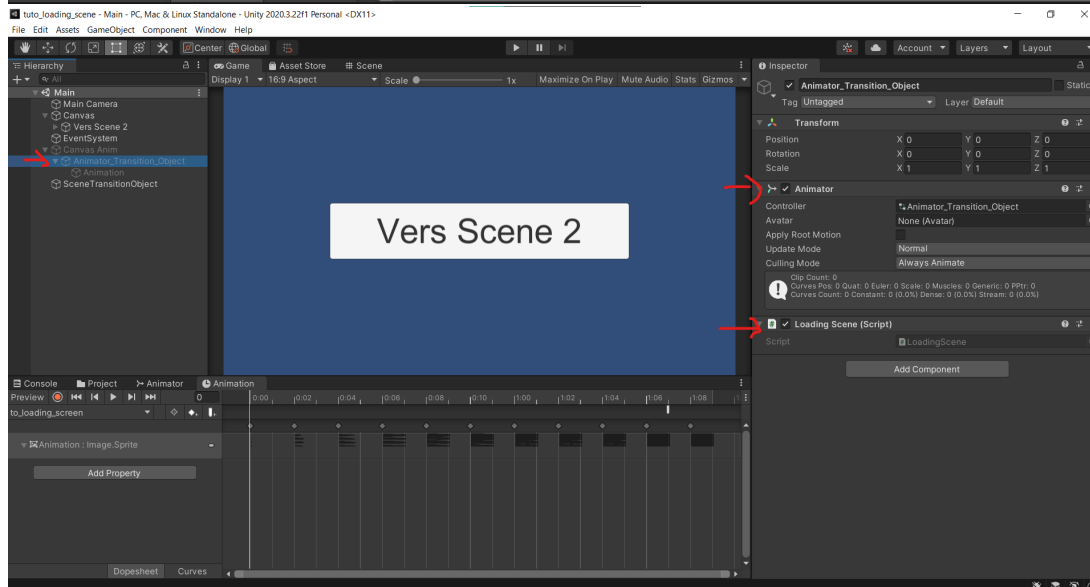 tuto_loading_scene - Main - PC, Mac & Linux Standalone - Unity 2020.3.22f1 Personal <DX11>
File Edit Assets GameObject Component Window Help
Center Global
Account Layers Layout
Hierarchy
All
Main
Main Camera
Canvas
Vers Scene 2
EventSystem
Canvas Anim
Animator_Transition_Object
Animation
SceneTransitionObject
Game Asset Store Scene
Display 1 16:9 Aspect Scale 1x Maximize On Play Mute Audio Stats Gizmos
Vers Scene 2
Inspector
Animator_Transition_Object Static
Tag Untagged Layer Default
Transform
Position X 0 Y 0 Z 0
Rotation X 0 Y 0 Z 0
Scale X 1 Y 1 Z 1
Animator
Controller Animator_Transition_Object
Avatar None (Avatar)
Apply Root Motion
Update Mode Normal
Culling Mode Always Animate
Clip Count: 0
Curves Pos: 0 Quat: 0 Euler: 0 Scale: 0 Muscles: 0 Generic: 0 PPtr: 0
Curves Count: 0 Constant: 0 (0.0%) Dense: 0 (0.0%) Stream: 0 (0.0%)
Loading Scene (Script)
Script LoadingScene
Add Component
Console Project Animator Animation
Preview 0
0:00 0:02 0:04 0:06 0:08 0:10 1:00 1:02 1:04 1:06 1:08
to_loading_screen
Animation : Image.Sprite
Add Property
Dopesheet Curves